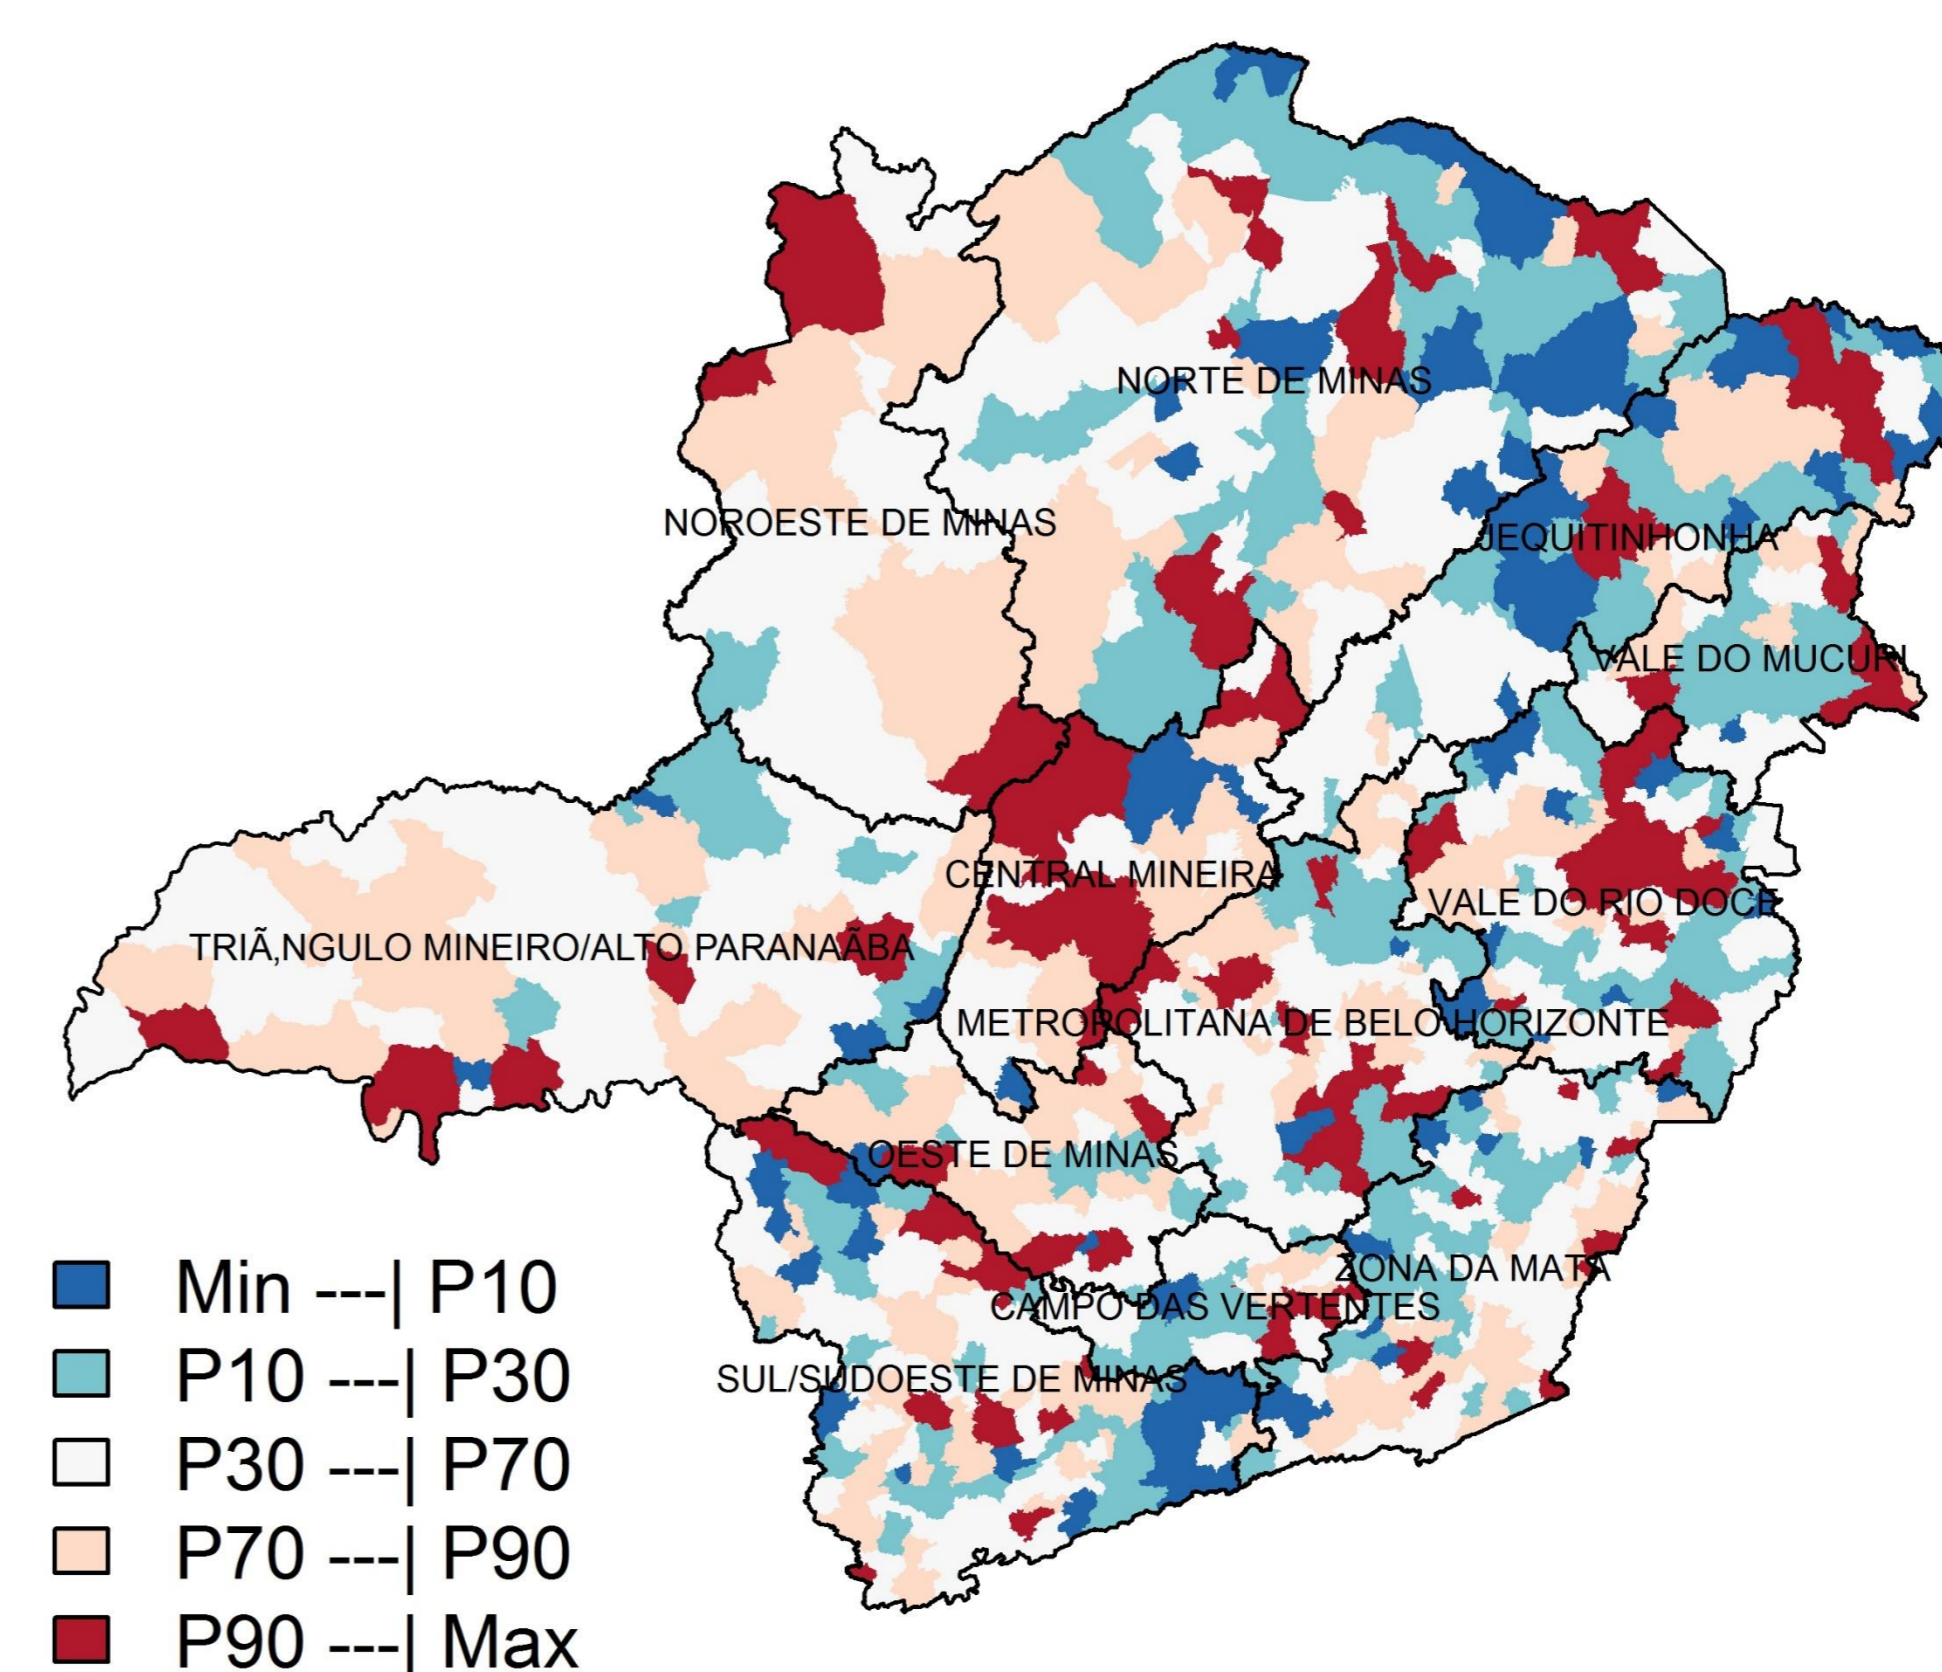 NORTE DE MINAS
NOROESTE DE MINAS
JEQUITINHONHA
VALE DO MUCURI
CENTRAL MINEIRA
VALE DO RIO DOCE
TRIÃ‚NGULO MINEIRO/ALTO PARANAÃBA
METROPOLITANA DE BELO HORIZONTE
OESTE DE MINAS
ZONA DA MATA
CAMPO DAS VERTENTES
SUL/SUDOESTE DE MINAS
Min ---| P10
P10 ---| P30
P30 ---| P70
P70 ---| P90
P90 ---| Max